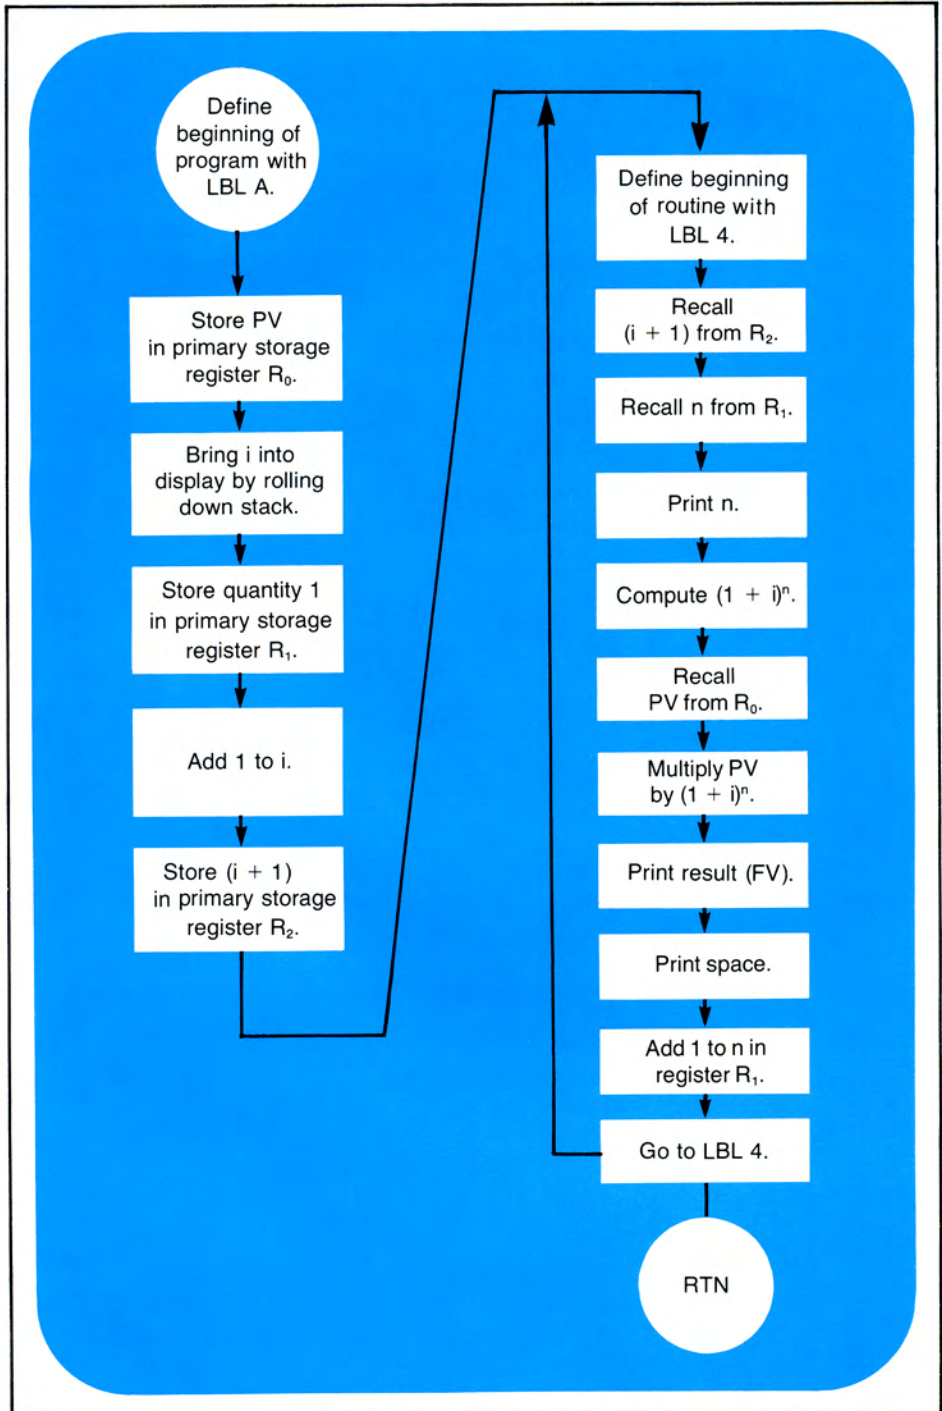 Define
beginning of
program with
LBL A.
Store PV
in primary storage
register R₀.
Bring i into
display by rolling
down stack.
Store quantity 1
in primary storage
register R₁.
Add 1 to i.
Store (i + 1)
in primary storage
register R₂.
Define beginning
of routine with
LBL 4.
Recall
(i + 1) from R₂.
Recall n from R₁.
Print n.
Compute (1 + i)ⁿ.
Recall
PV from R₀.
Multiply PV
by (1 + i)ⁿ.
Print result (FV).
Print space.
Add 1 to n in
register R₁.
Go to LBL 4.
RTN